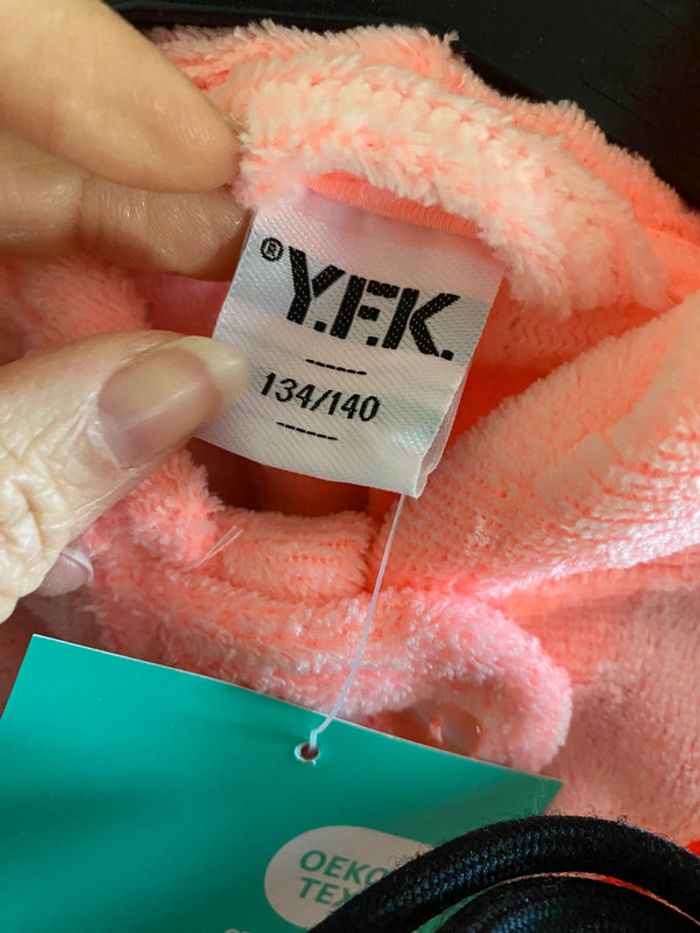 ® Y.F.K.
134/140
OEKO
TEX